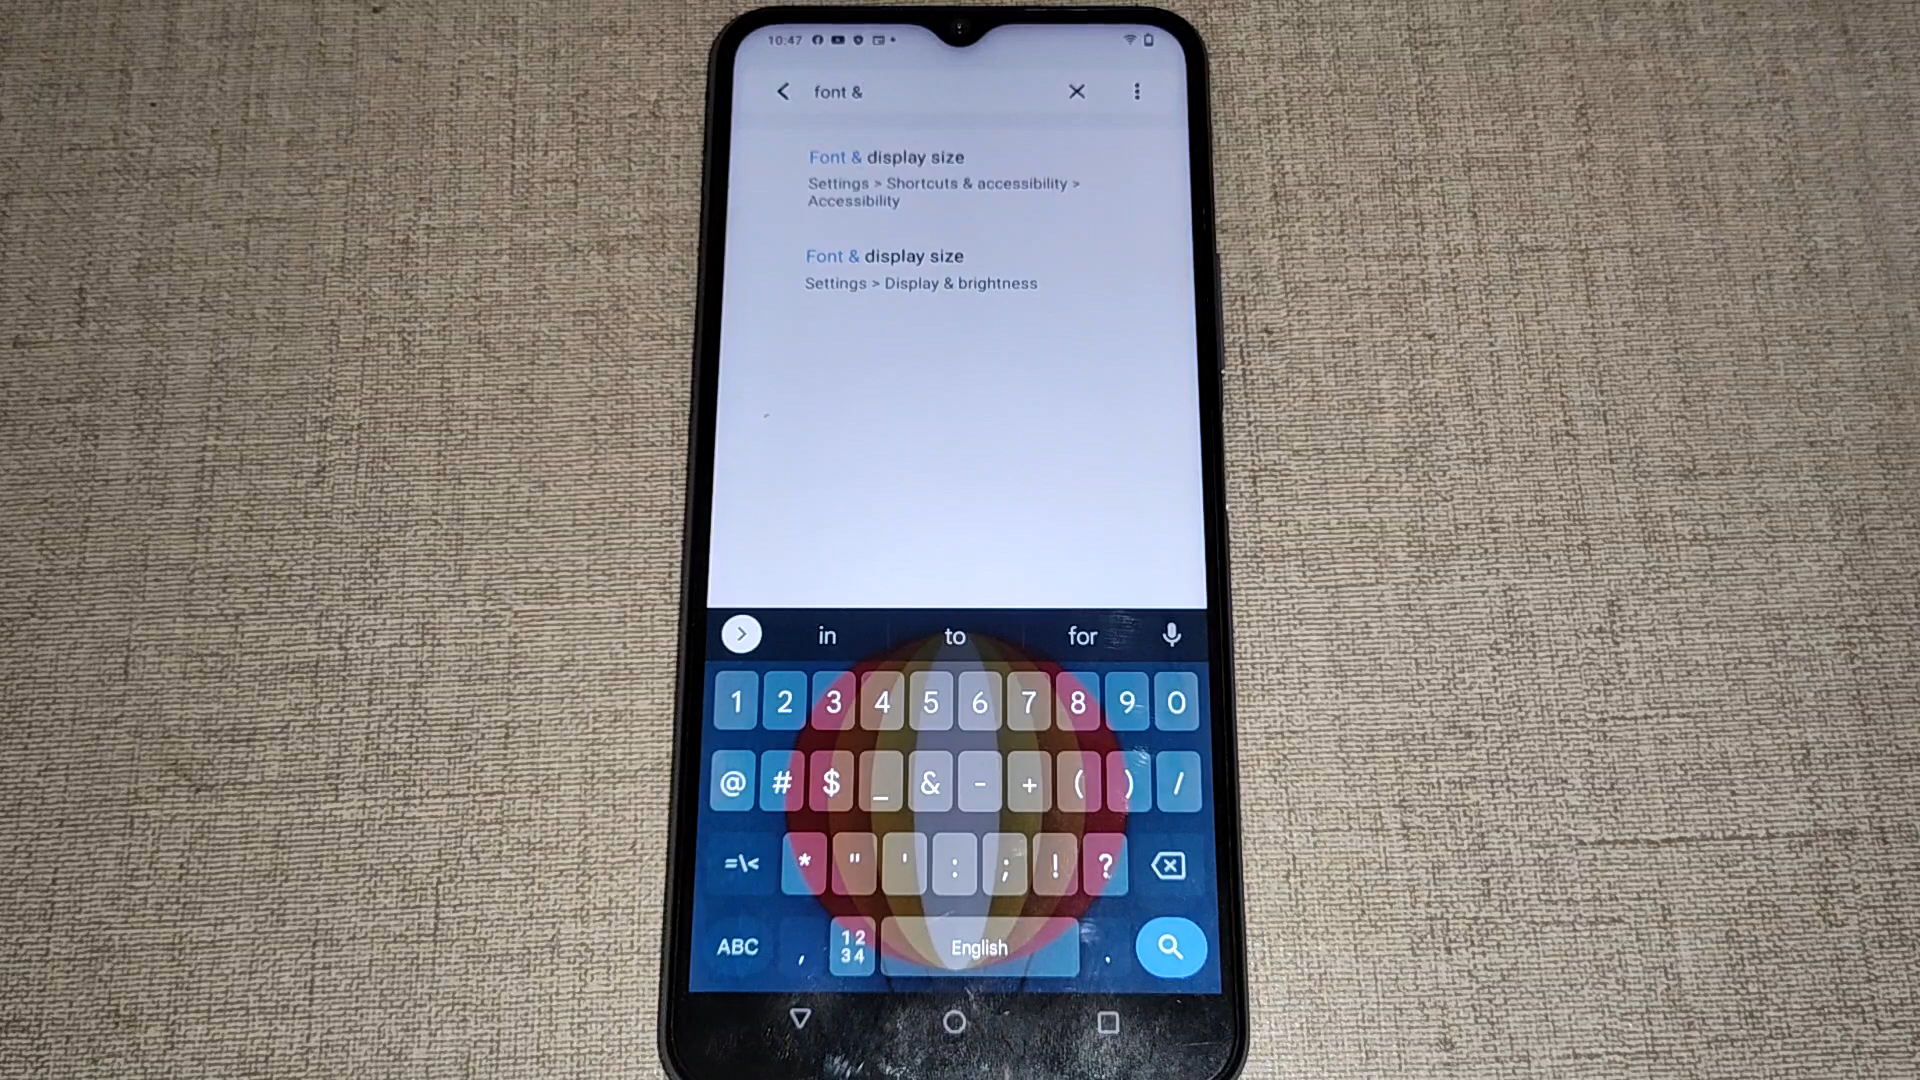 10:47
font &
Font & display size
Settings > Shortcuts & accessibility >
Accessibility
Font & display size
Settings > Display & brightness
in to for
1 2 3 4 5 6 7 8 9 0
@ # $ _ & - + ( ) /
=\< * " ' : ; ! ?
ABC , 12 34 English .